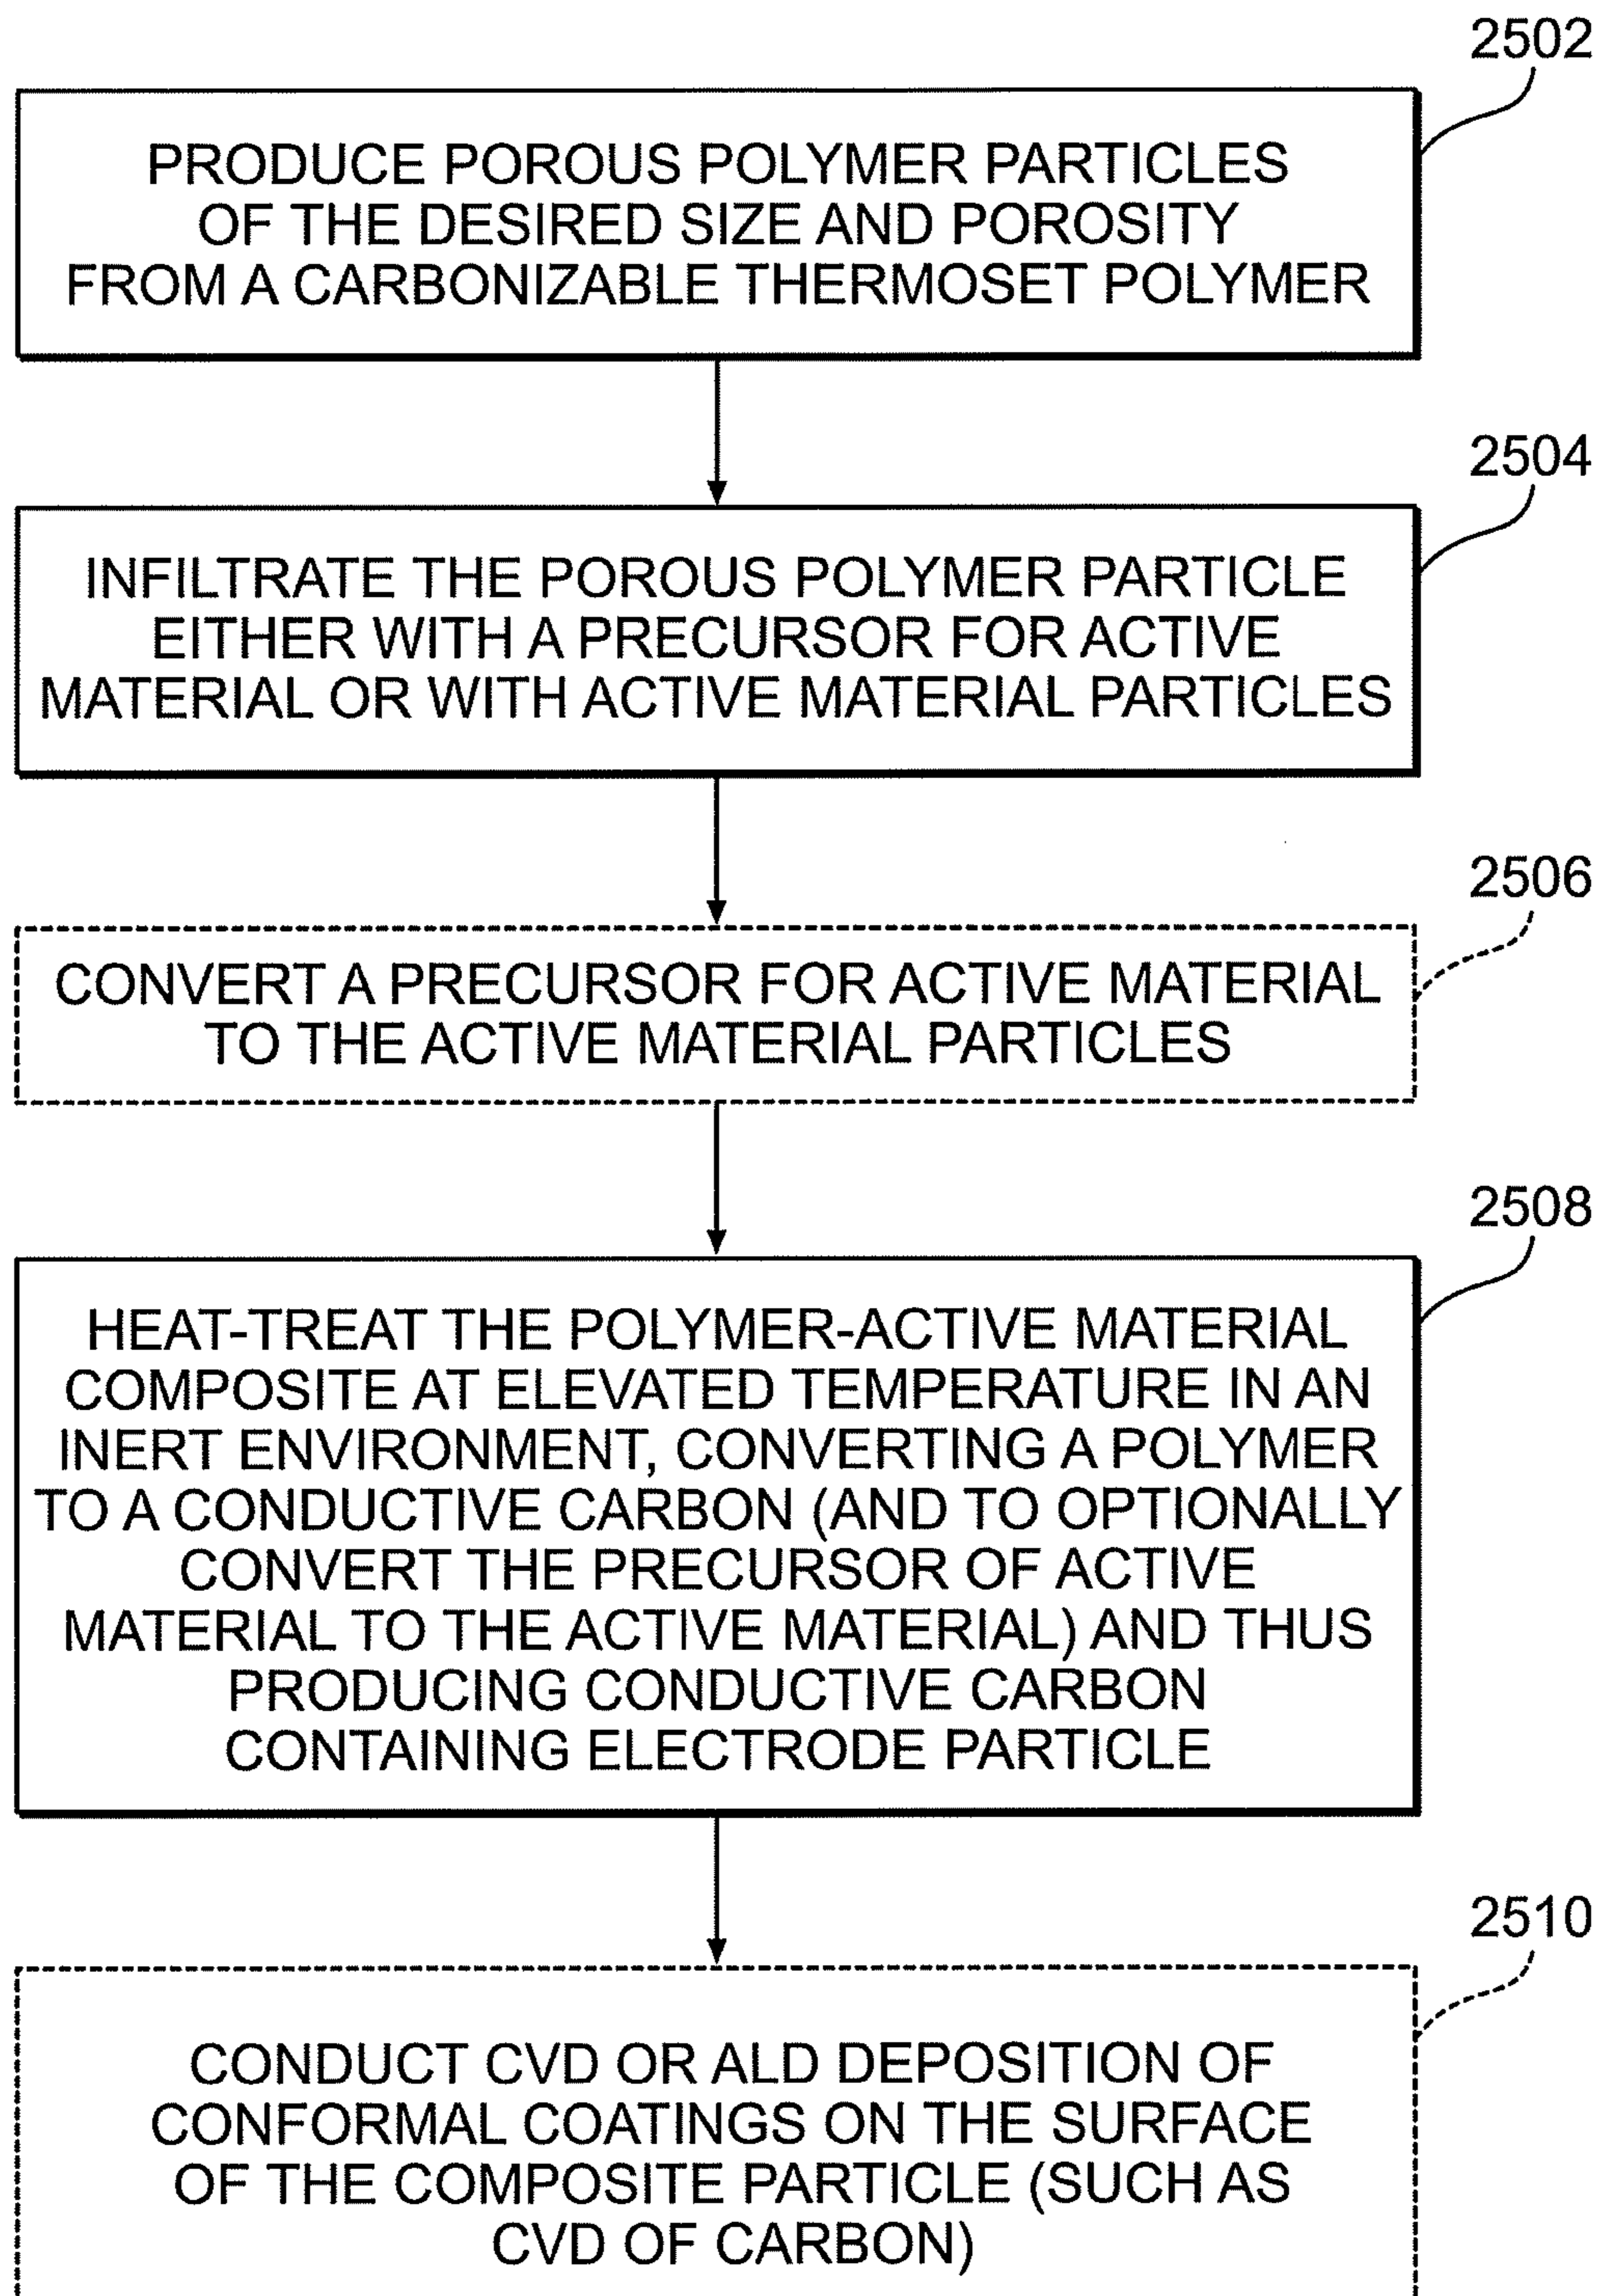 2502
PRODUCE POROUS POLYMER PARTICLES
OF THE DESIRED SIZE AND POROSITY
FROM A CARBONIZABLE THERMOSET POLYMER
2504
INFILTRATE THE POROUS POLYMER PARTICLE
EITHER WITH A PRECURSOR FOR ACTIVE
MATERIAL OR WITH ACTIVE MATERIAL PARTICLES
2506
CONVERT A PRECURSOR FOR ACTIVE MATERIAL
TO THE ACTIVE MATERIAL PARTICLES
2508
HEAT-TREAT THE POLYMER-ACTIVE MATERIAL
COMPOSITE AT ELEVATED TEMPERATURE IN AN
INERT ENVIRONMENT, CONVERTING A POLYMER
TO A CONDUCTIVE CARBON (AND TO OPTIONALLY
CONVERT THE PRECURSOR OF ACTIVE
MATERIAL TO THE ACTIVE MATERIAL) AND THUS
PRODUCING CONDUCTIVE CARBON
CONTAINING ELECTRODE PARTICLE
2510
CONDUCT CVD OR ALD DEPOSITION OF
CONFORMAL COATINGS ON THE SURFACE
OF THE COMPOSITE PARTICLE (SUCH AS
CVD OF CARBON)